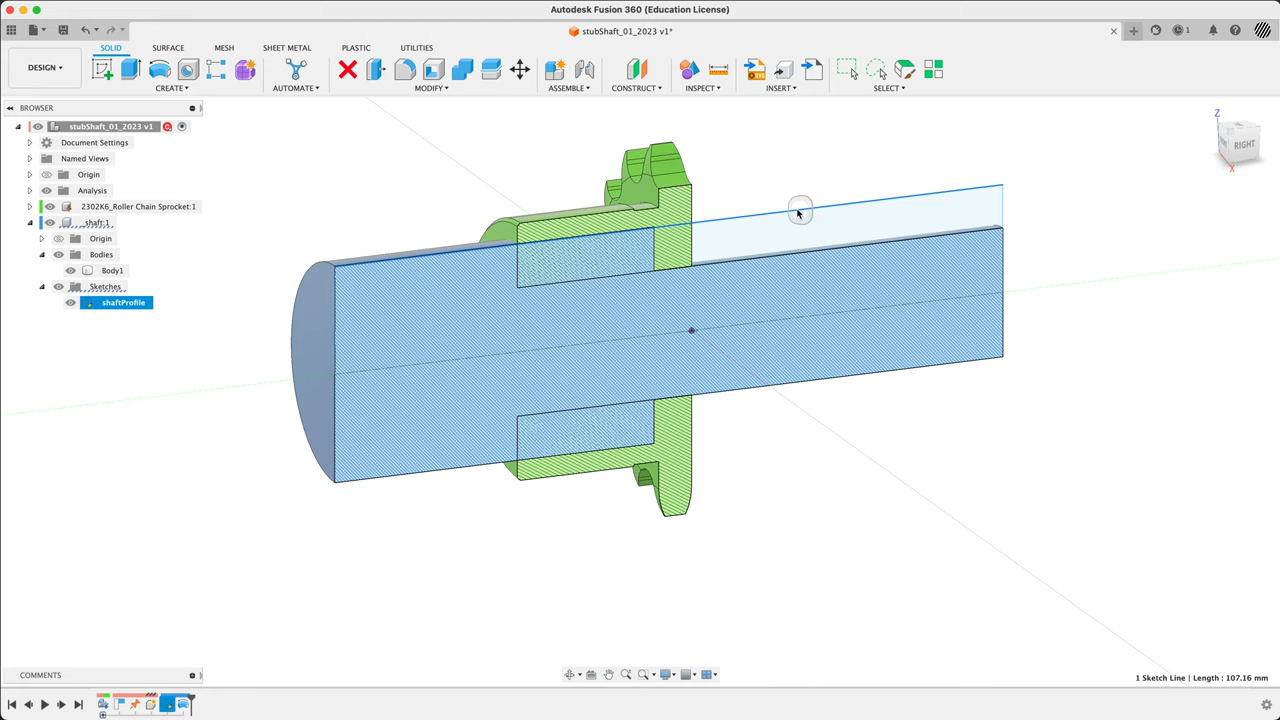 Autodesk Fusion 360 (Education License)
stubShaft_01_2023 v1*
1
DESIGN
SOLID
SURFACE
MESH
SHEET METAL
PLASTIC
UTILITIES
CREATE
AUTOMATE
MODIFY
ASSEMBLE
CONSTRUCT
INSPECT
INSERT
SELECT
BROWSER
stubShaft_01_2023 v1
Document Settings
Named Views
Origin
Analysis
2302K6_Roller Chain Sprocket:1
shaft:1
Origin
Bodies
Body1
Sketches
shaftProfile
Z
RIGHT
X
COMMENTS
1 Sketch Line | Length : 107.16 mm